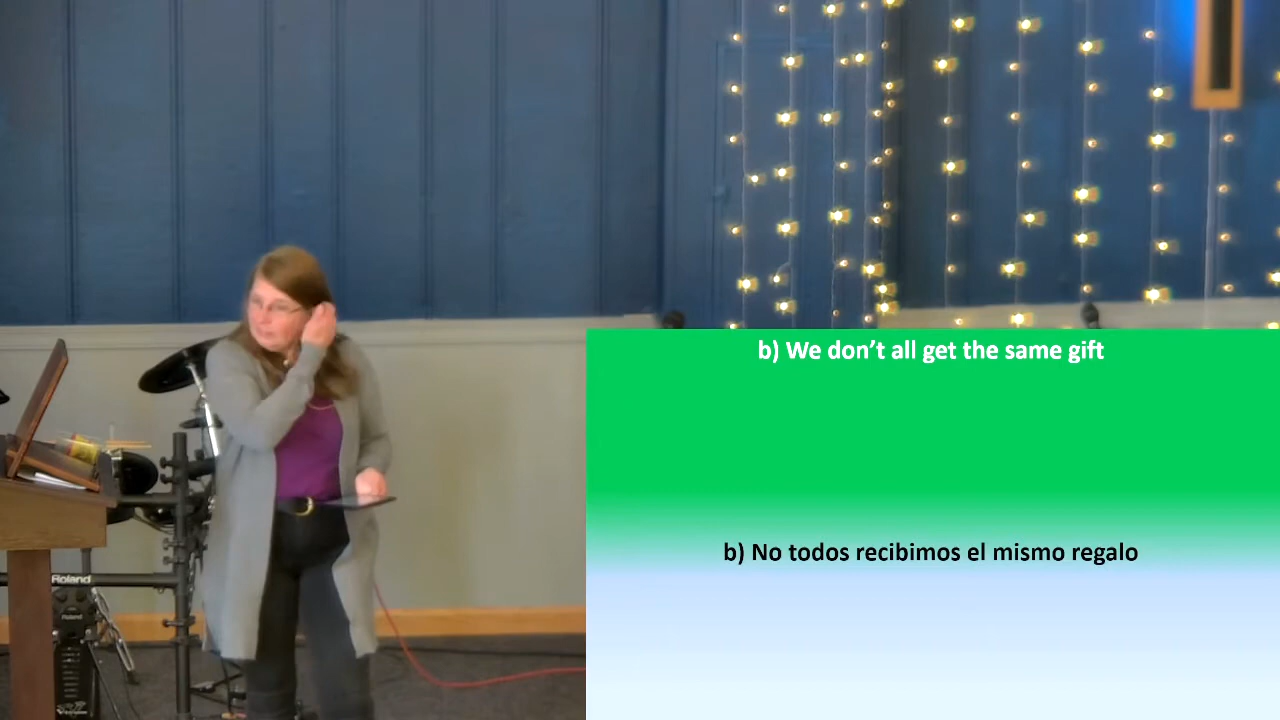 b) We don’t all get the same gift
b) No todos recibimos el mismo regalo
Roland